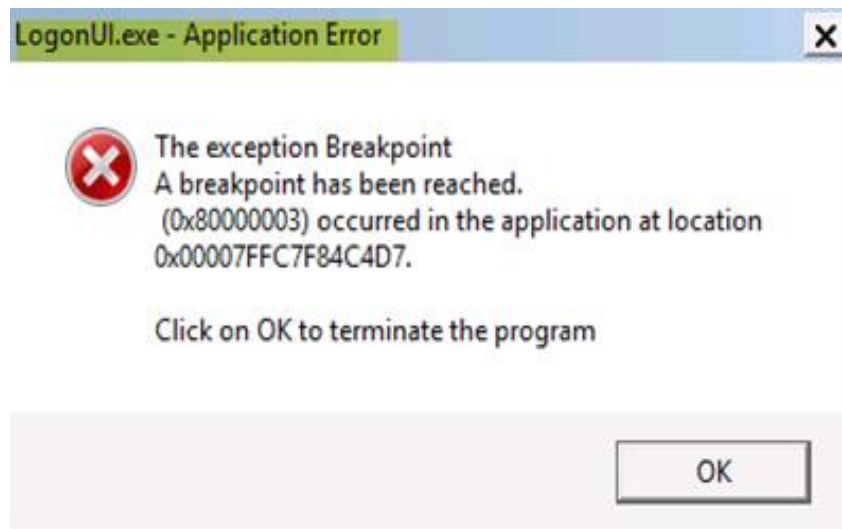 LogonUI.exe - Application Error
The exception Breakpoint
A breakpoint has been reached.
(0x80000003) occurred in the application at location
0x00007FFC7F84C4D7.
Click on OK to terminate the program
OK